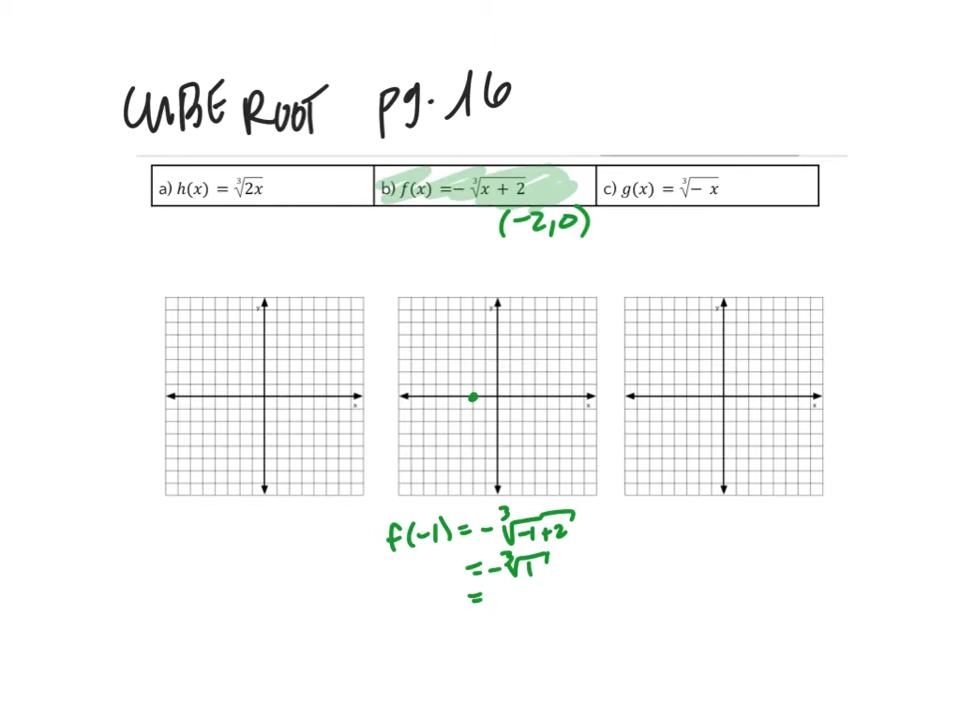 CUBE ROOT pg. 16
a) h(x) = ∛2x b) f(x) =− ∛x + 2 c) g(x) = ∛− x
(-2,0)
y y y
x x x
f(-1) = -∛-1+2
= -∛1
=